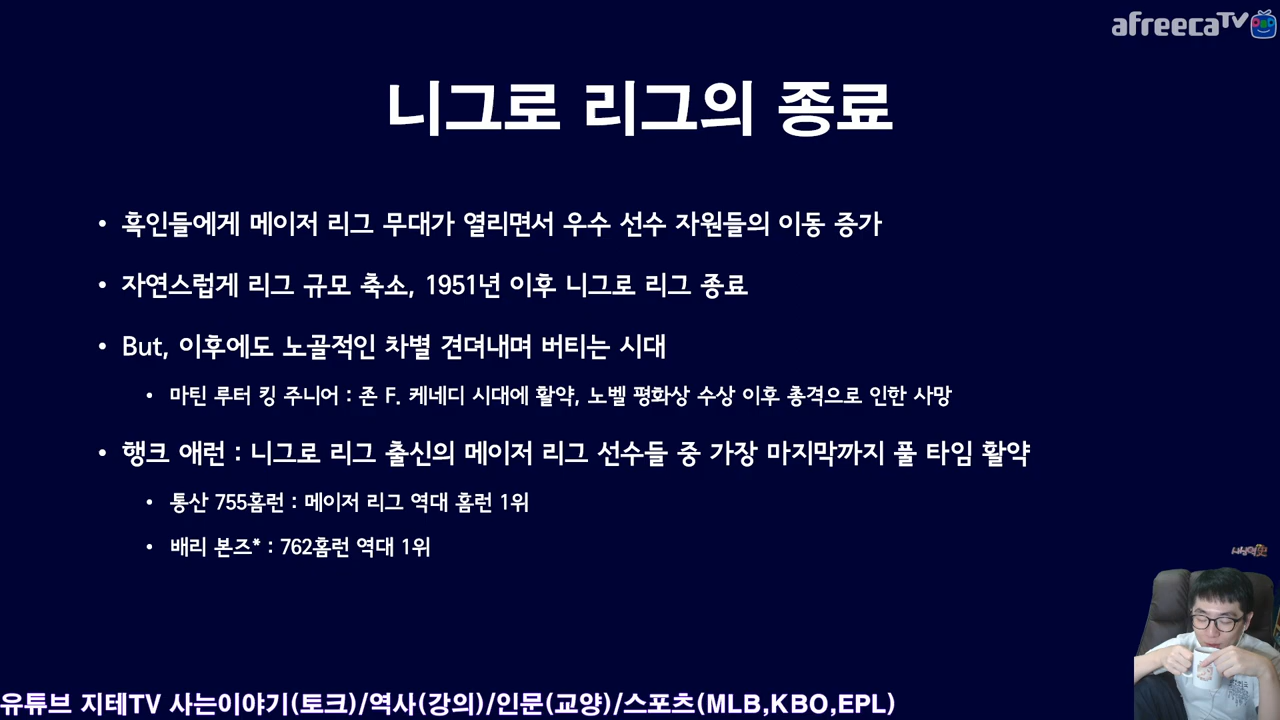 afreecaTV
니그로 리그의 종료
• 흑인들에게 메이저 리그 무대가 열리면서 우수 선수 자원들의 이동 증가
• 자연스럽게 리그 규모 축소, 1951년 이후 니그로 리그 종료
• But, 이후에도 노골적인 차별 견뎌내며 버티는 시대
• 마틴 루터 킹 주니어 : 존 F. 케네디 시대에 활약, 노벨 평화상 수상 이후 총격으로 인한 사망
• 행크 애런 : 니그로 리그 출신의 메이저 리그 선수들 중 가장 마지막까지 풀 타임 활약
• 통산 755홈런 : 메이저 리그 역대 홈런 1위
• 배리 본즈* : 762홈런 역대 1위
유튜브 지테TV 사는이야기(토크)/역사(강의)/인문(교양)/스포츠(MLB,KBO,EPL)